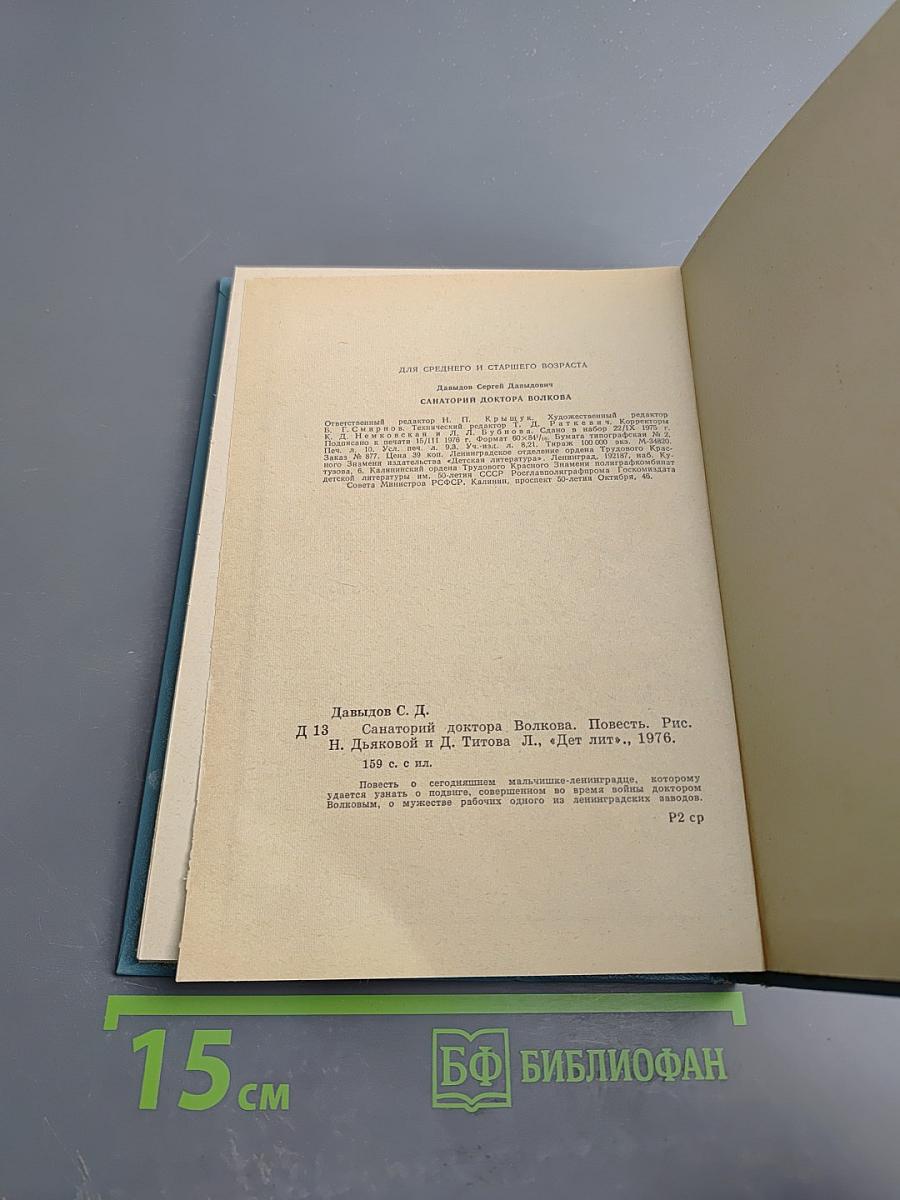 ДЛЯ СРЕДНЕГО И СТАРШЕГО ВОЗРАСТА
Давыдов Сергей Давыдович
САНАТОРИЙ ДОКТОРА ВОЛКОВА
Ответственный редактор Н. П. Крыщук. Художественный редактор
Б. Г. Смирнов. Технический редактор Т. Д. Раткевич. Корректоры
К. Д. Немковская и Л. Л. Бубнова. Сдано в набор 22/IX 1975 г.
Подписано к печати 15/III 1976 г. Формат 60×84¹/₁₆. Бумага типографская № 2.
Печ. л. 10. Усл. печ. л. 9,3. Уч.-изд. л. 8,21. Тираж 100 000 экз. М-34820.
Заказ № 877. Цена 39 коп. Ленинградское отделение ордена Трудового Крас-
ного Знамени издательства «Детская литература». Ленинград, 192187, наб. Ку-
тузова, 6. Калининский ордена Трудового Красного Знамени полиграфкомбинат
детской литературы им. 50-летия СССР Росглавполиграфпрома Госкомиздата
Совета Министров РСФСР. Калинин, проспект 50-летия Октября, 46.
Давыдов С. Д.
Д 13 Санаторий доктора Волкова. Повесть. Рис.
Н. Дьяковой и Д. Титова Л., «Дет лит»., 1976.
159 с. с ил.
Повесть о сегодняшнем мальчишке-ленинградце, которому
удается узнать о подвиге, совершенном во время войны доктором
Волковым, о мужестве рабочих одного из ленинградских заводов.
Р2 ср
15 см
БФ БИБЛИОФАН